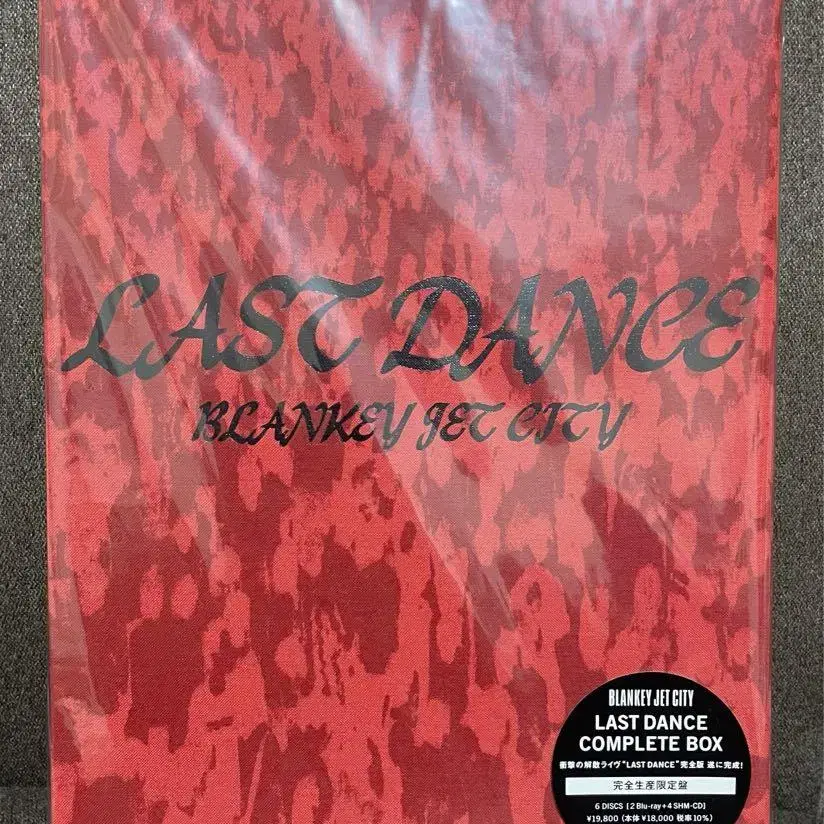 LAST DANCE
BLANKEY JET CITY
BLANKEY JET CITY
LAST DANCE
COMPLETE BOX
衝撃の解散ライヴ“LAST DANCE”完全版 遂に完成!
完全生産限定盤
6 DISCS [2 Blu-ray+4 SHM-CD]
¥19,800 (本体 ¥18,000 税率10%)